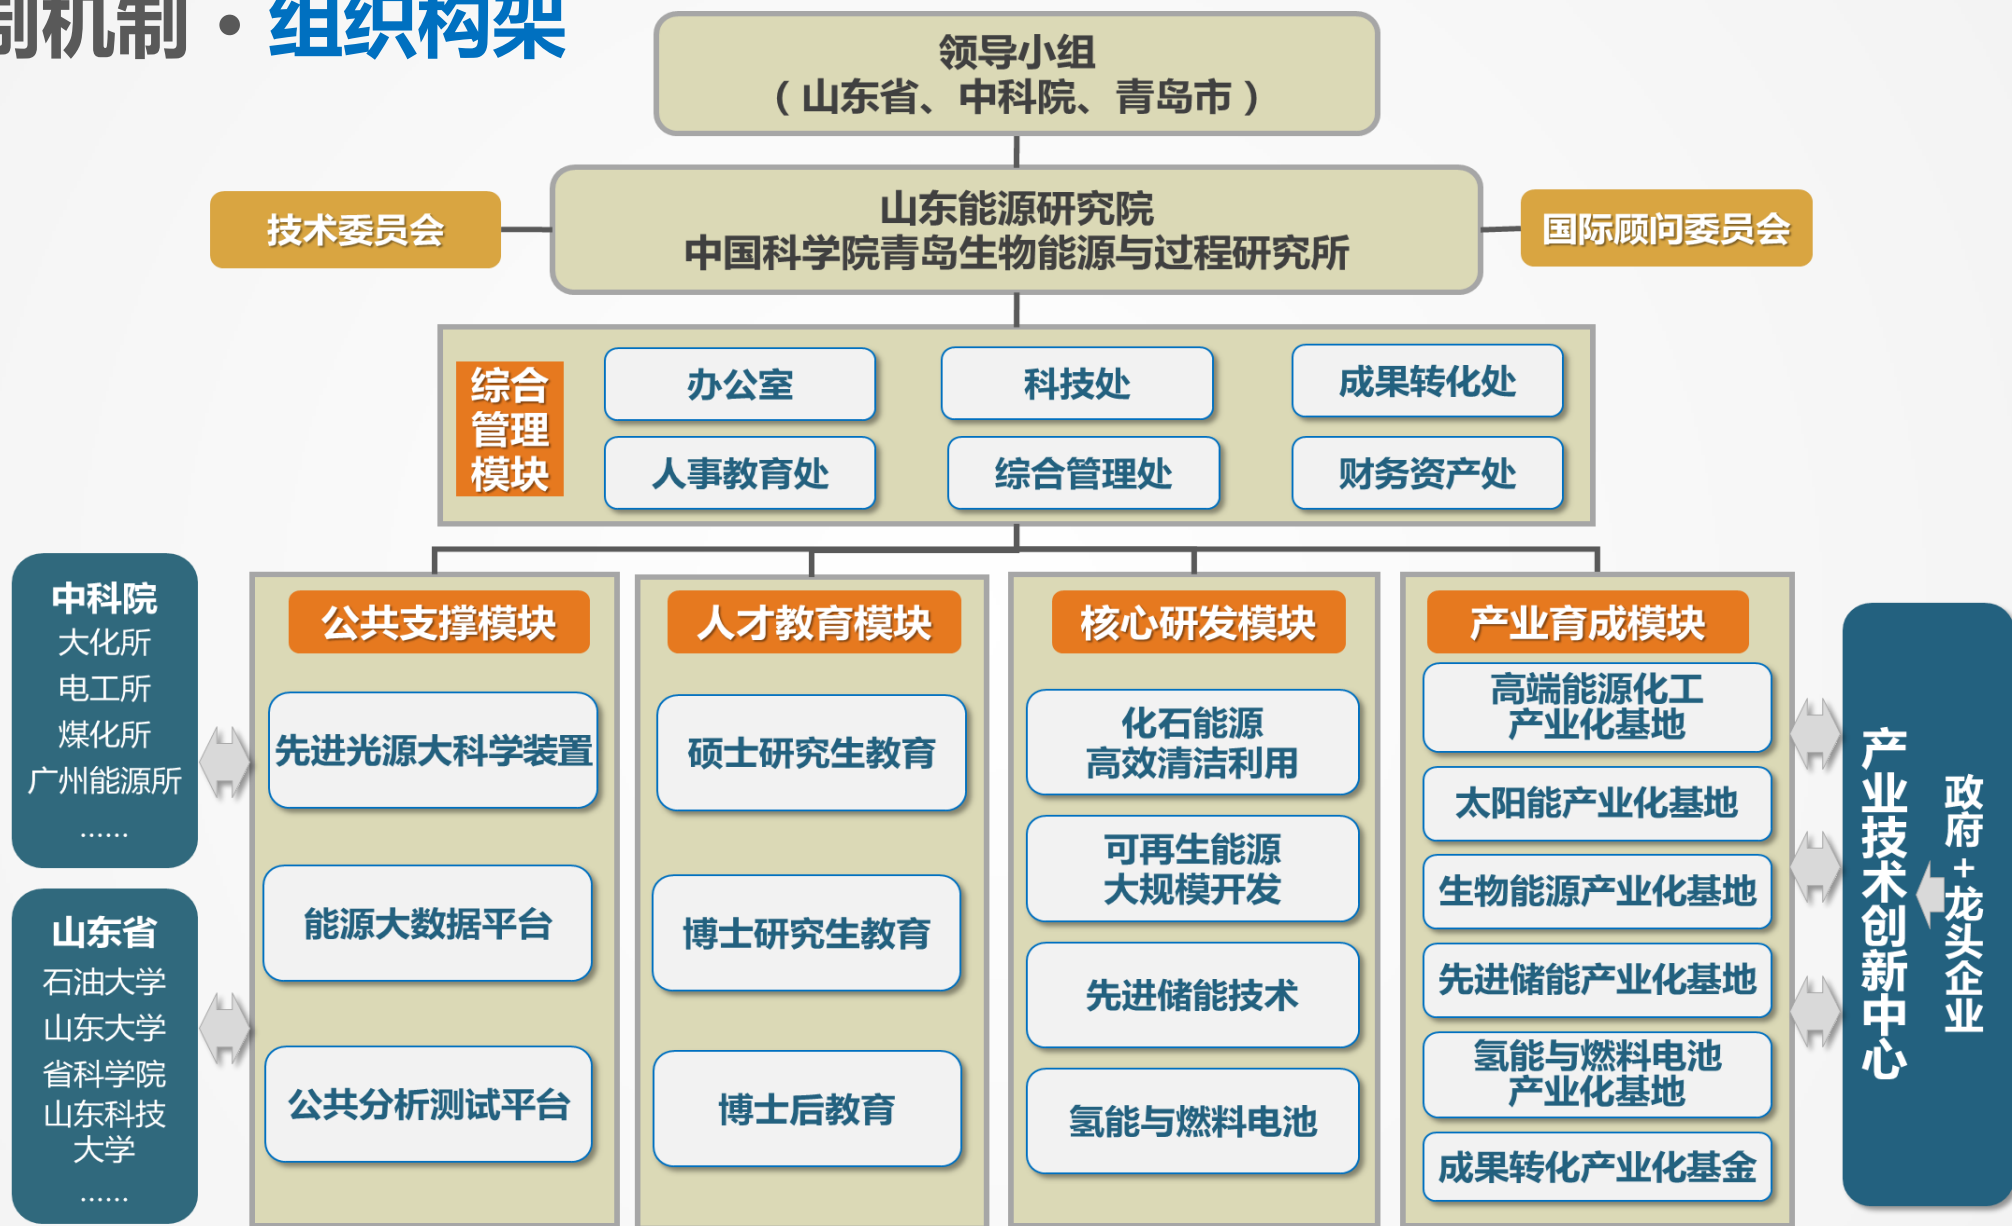 制机制·组织构架
领导小组
（山东省、中科院、青岛市）
技术委员会
山东能源研究院
中国科学院青岛生物能源与过程研究所
国际顾问委员会
综合
管理
模块
办公室
科技处
成果转化处
人事教育处
综合管理处
财务资产处
中科院
大化所
电工所
煤化所
广州能源所
......
山东省
石油大学
山东大学
省科学院
山东科技
大学
......
公共支撑模块
先进光源大科学装置
能源大数据平台
公共分析测试平台
人才教育模块
硕士研究生教育
博士研究生教育
博士后教育
核心研发模块
化石能源
高效清洁利用
可再生能源
大规模开发
先进储能技术
氢能与燃料电池
产业育成模块
高端能源化工
产业化基地
太阳能产业化基地
生物能源产业化基地
先进储能产业化基地
氢能与燃料电池
产业化基地
成果转化产业化基金
产业技术创新中心
政府+龙头企业